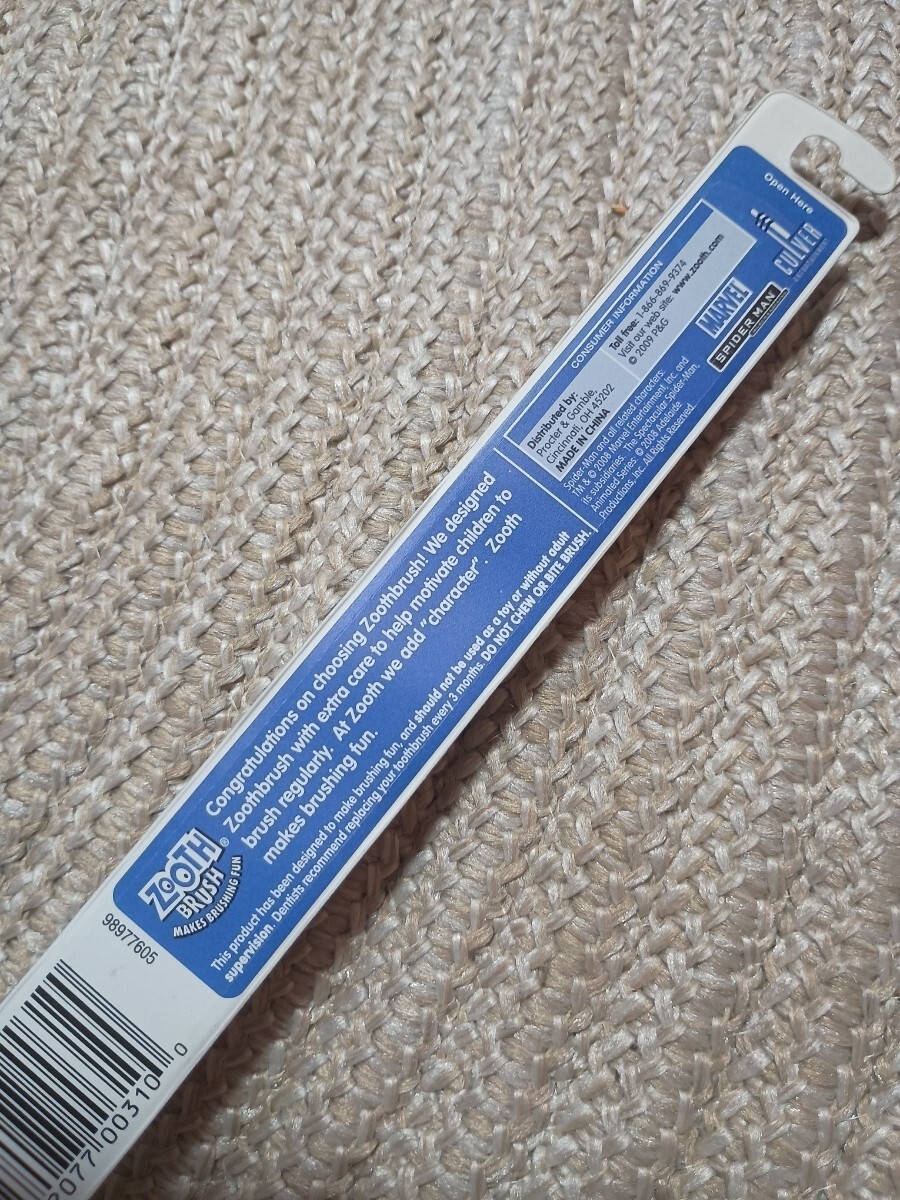 Open Here
CULVER
MARVEL
SPIDER MAN
CONSUMER INFORMATION
Distributed by:
Procter & Gamble,
Cincinnati, OH 45202
MADE IN CHINA
Toll free: 1-866-869-9374
Visit our web site: www.zooth.com
© 2009 P&G
Spider-Man and all related characters:
TM & © 2008 Marvel Entertainment, Inc. and
its subsidiaries. The Spectacular Spider-Man,
Animated Series: © 2008 Adelaide
Productions, Inc. All Rights Reserved.
ZOOTH
BRUSH®
MAKES BRUSHING FUN
Congratulations on choosing Zoothbrush! We designed
Zoothbrush with extra care to help motivate children to
brush regularly. At Zooth we add "character". Zooth
makes brushing fun.
This product has been designed to make brushing fun, and should not be used as a toy or without adult
supervision. Dentists recommend replacing your toothbrush every 3 months. DO NOT CHEW OR BITE BRUSH.
98977605
2077 00310 0